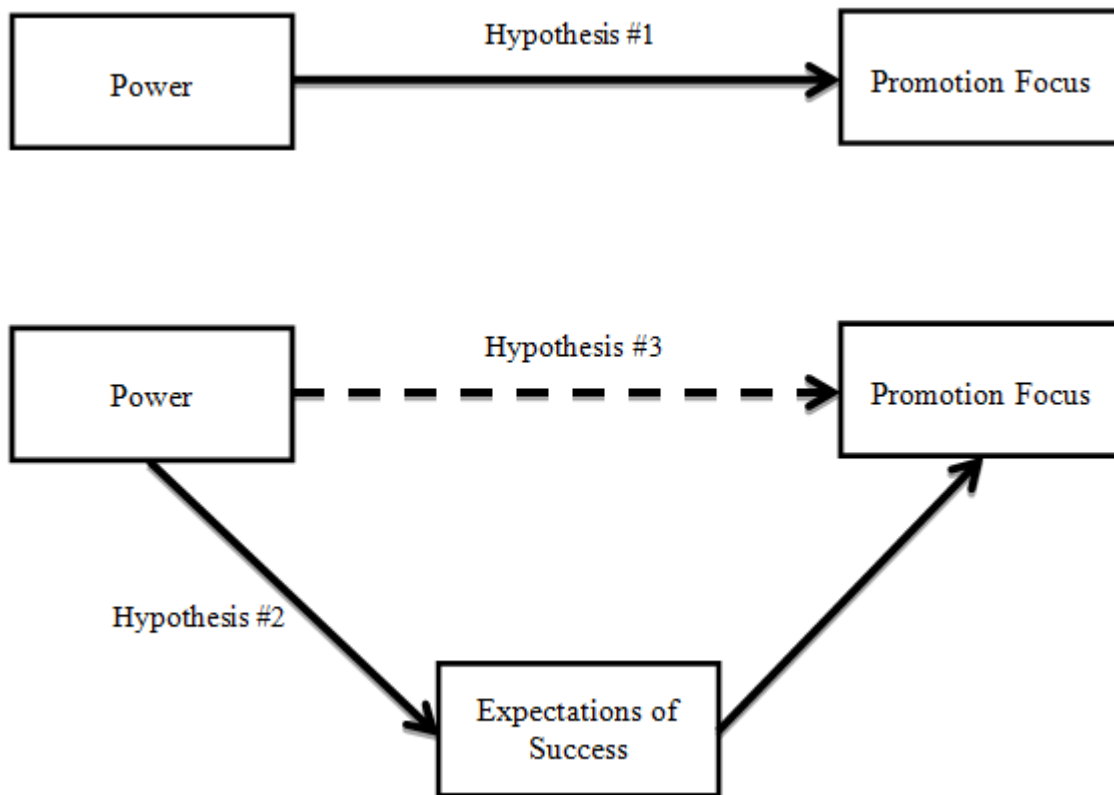 Hypothesis #1
Power
Promotion Focus
Hypothesis #3
Power
Promotion Focus
Hypothesis #2
Expectations of
Success